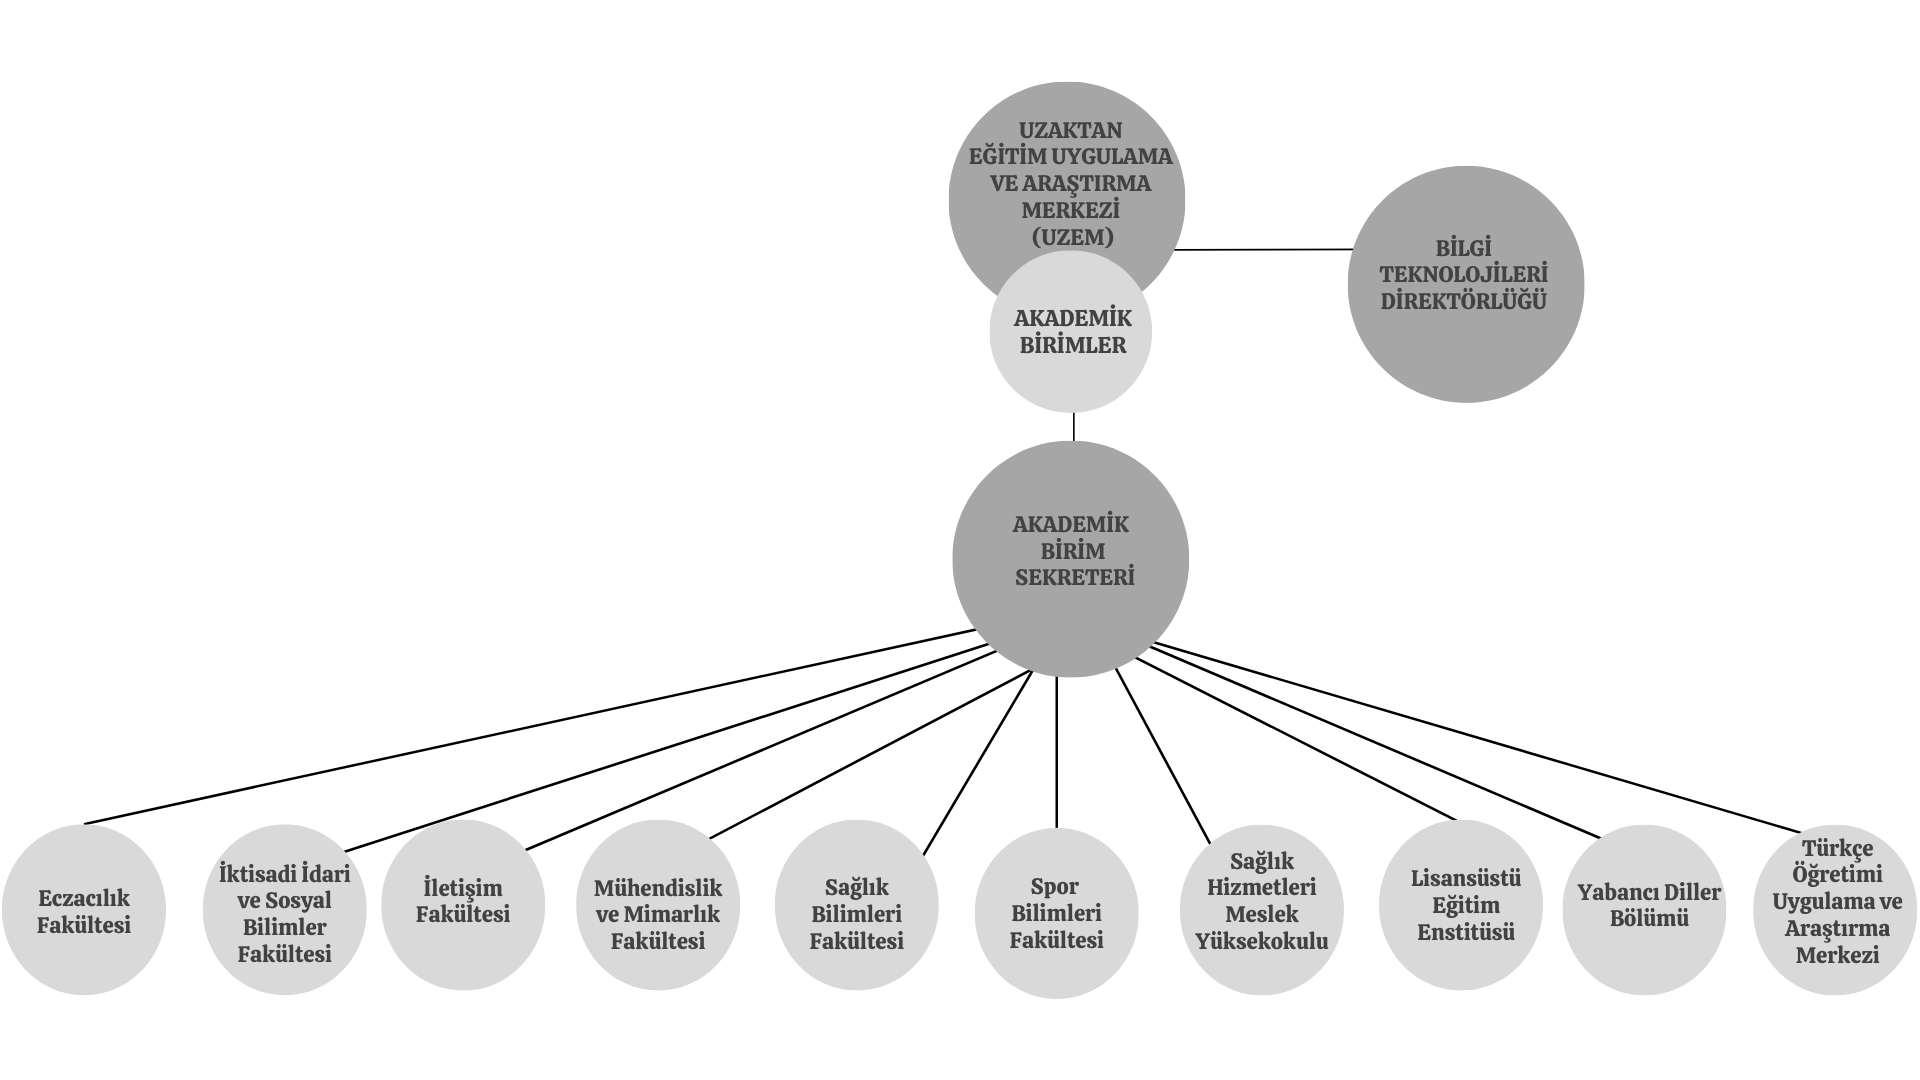 UZAKTAN
EĞİTİM UYGULAMA
VE ARAŞTIRMA
MERKEZİ
(UZEM)
BİLGİ
TEKNOLOJİLERİ
DİREKTÖRLÜĞÜ
AKADEMİK
BİRİMLER
AKADEMİK
BİRİM
SEKRETERİ
Eczacılık
Fakültesi
İktisadi İdari
ve Sosyal
Bilimler
Fakültesi
İletişim
Fakültesi
Mühendislik
ve Mimarlık
Fakültesi
Sağlık
Bilimleri
Fakültesi
Spor
Bilimleri
Fakültesi
Sağlık
Hizmetleri
Meslek
Yüksekokulu
Lisansüstü
Eğitim
Enstitüsü
Yabancı Diller
Bölümü
Türkçe
Öğretimi
Uygulama ve
Araştırma
Merkezi